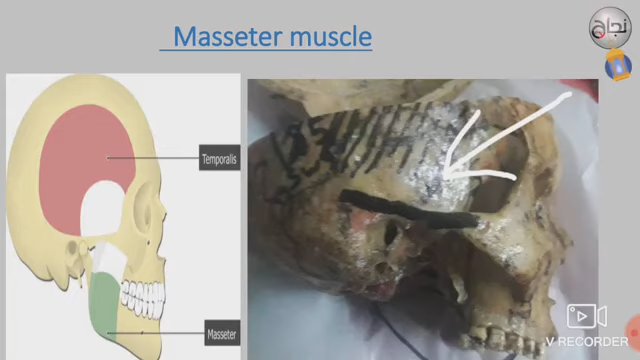 Masseter muscle
نجاح
Temporalis
Masseter
V RECORDER